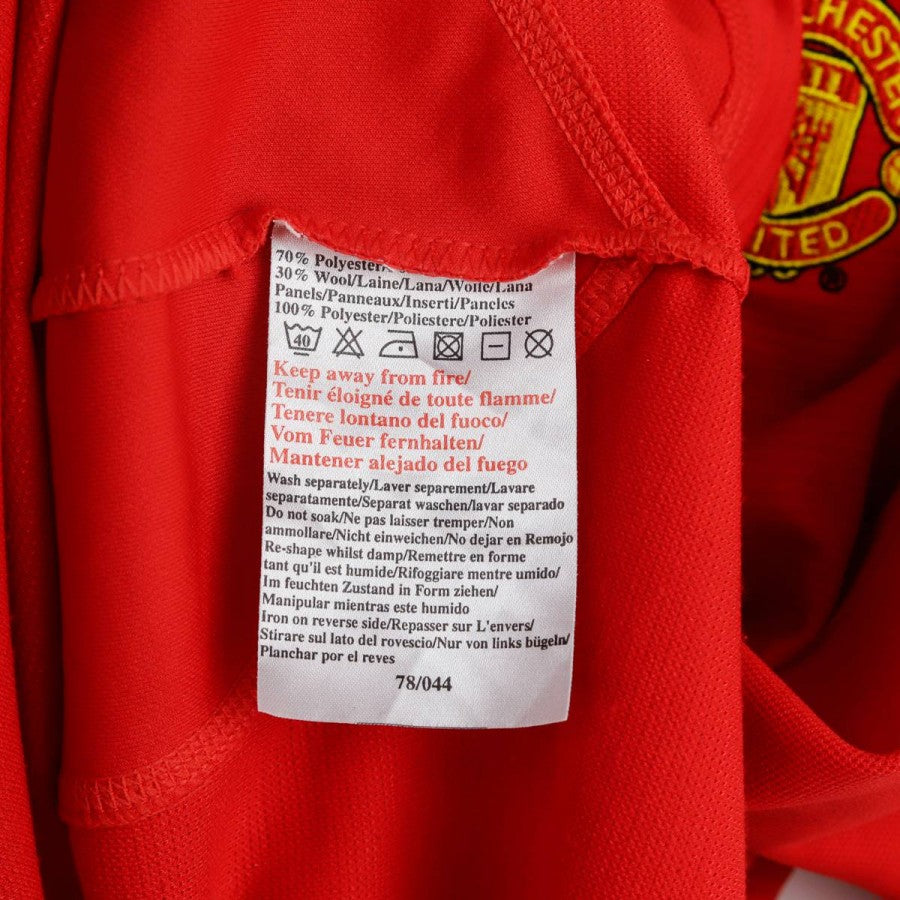 70% Polyester/
30% Wool/Laine/Lana/Wolle/Lana
Panels/Panneaux/Inserti/Pancles
100% Polyester/Poliestere/Poliester
40
Keep away from fire/
Tenir éloigné de toute flamme/
Tenere lontano del fuoco/
Vom Feuer fernhalten/
Mantener alejado del fuego
Wash separately/Laver separement/Lavare
separatamente/Separat waschen/lavar separado
Do not soak/Ne pas laisser tremper/Non
ammollare/Nicht einweichen/No dejar en Remojo
Re-shape whilst damp/Remettre en forme
tant qu'il est humide/Rifoggiare mentre umido/
Im feuchten Zustand in Form ziehen/
Manipular mientras este humido
Iron on reverse side/Repasser sur L'envers/
Stirare sul lato del rovescio/Nur von links bügeln/
Planchar por el reves
78/044
CHESTER
ITED
®